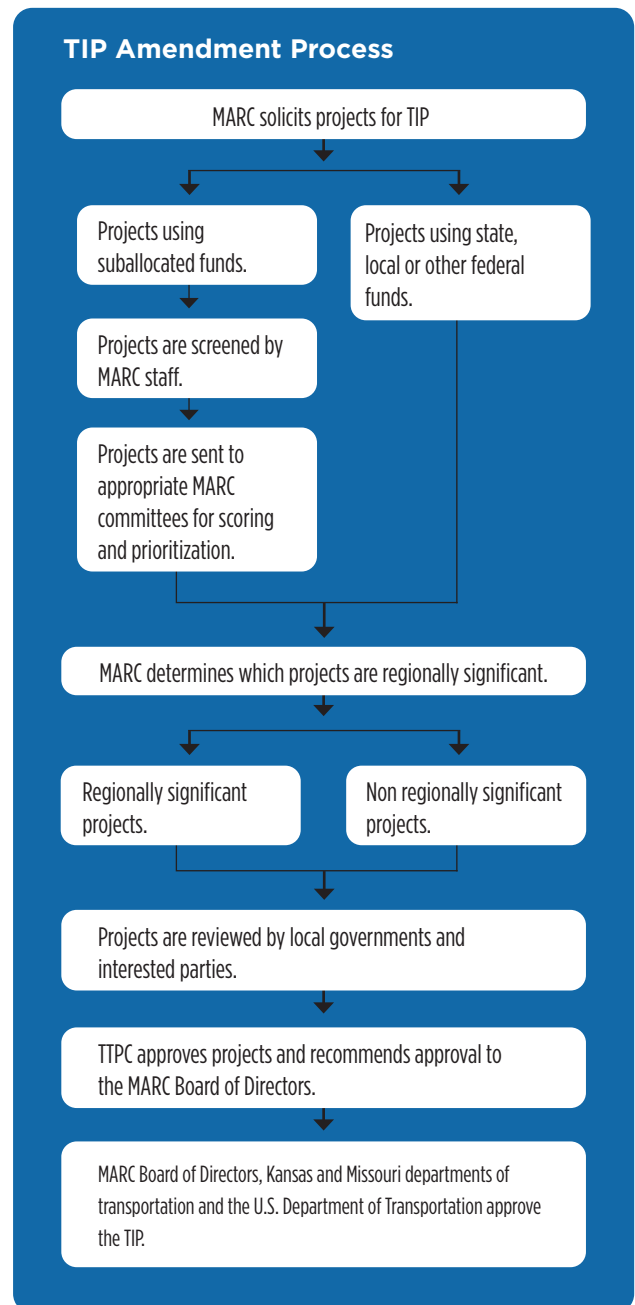 TIP Amendment Process
MARC solicits projects for TIP
Projects using
suballocated funds.
Projects using state,
local or other federal
funds.
Projects are screened by
MARC staff.
Projects are sent to
appropriate MARC
committees for scoring
and prioritization.
MARC determines which projects are regionally significant.
Regionally significant
projects.
Non regionally significant
projects.
Projects are reviewed by local governments and
interested parties.
TTPC approves projects and recommends approval to
the MARC Board of Directors.
MARC Board of Directors, Kansas and Missouri departments of
transportation and the U.S. Department of Transportation approve
the TIP.